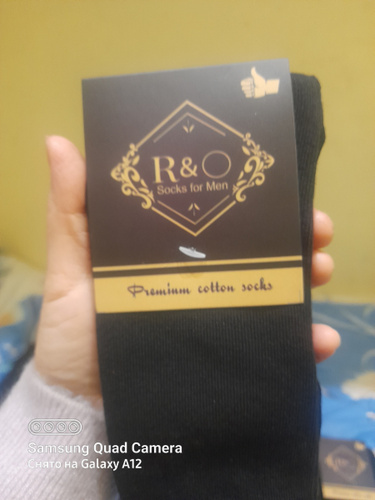 R&O
Socks for Men
Premium cotton socks
Samsung Quad Camera
Снято на Galaxy A12